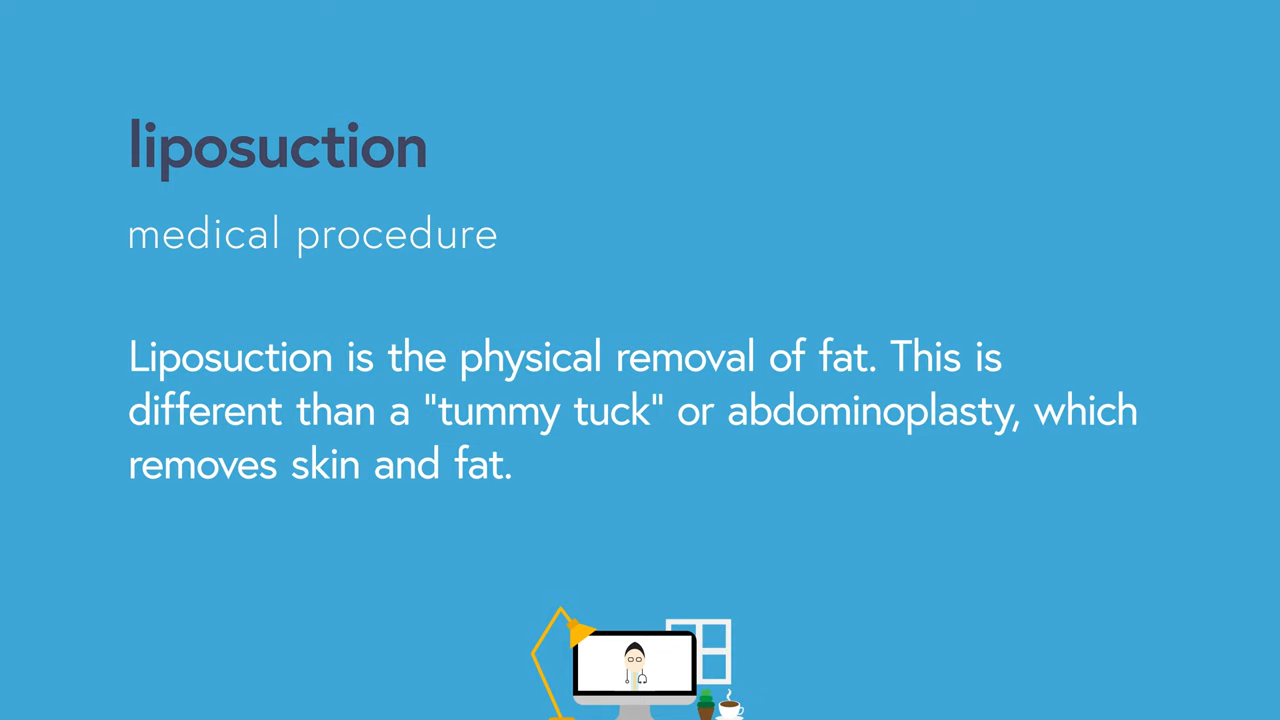 liposuction
medical procedure
Liposuction is the physical removal of fat. This is
different than a "tummy tuck" or abdominoplasty, which
removes skin and fat.